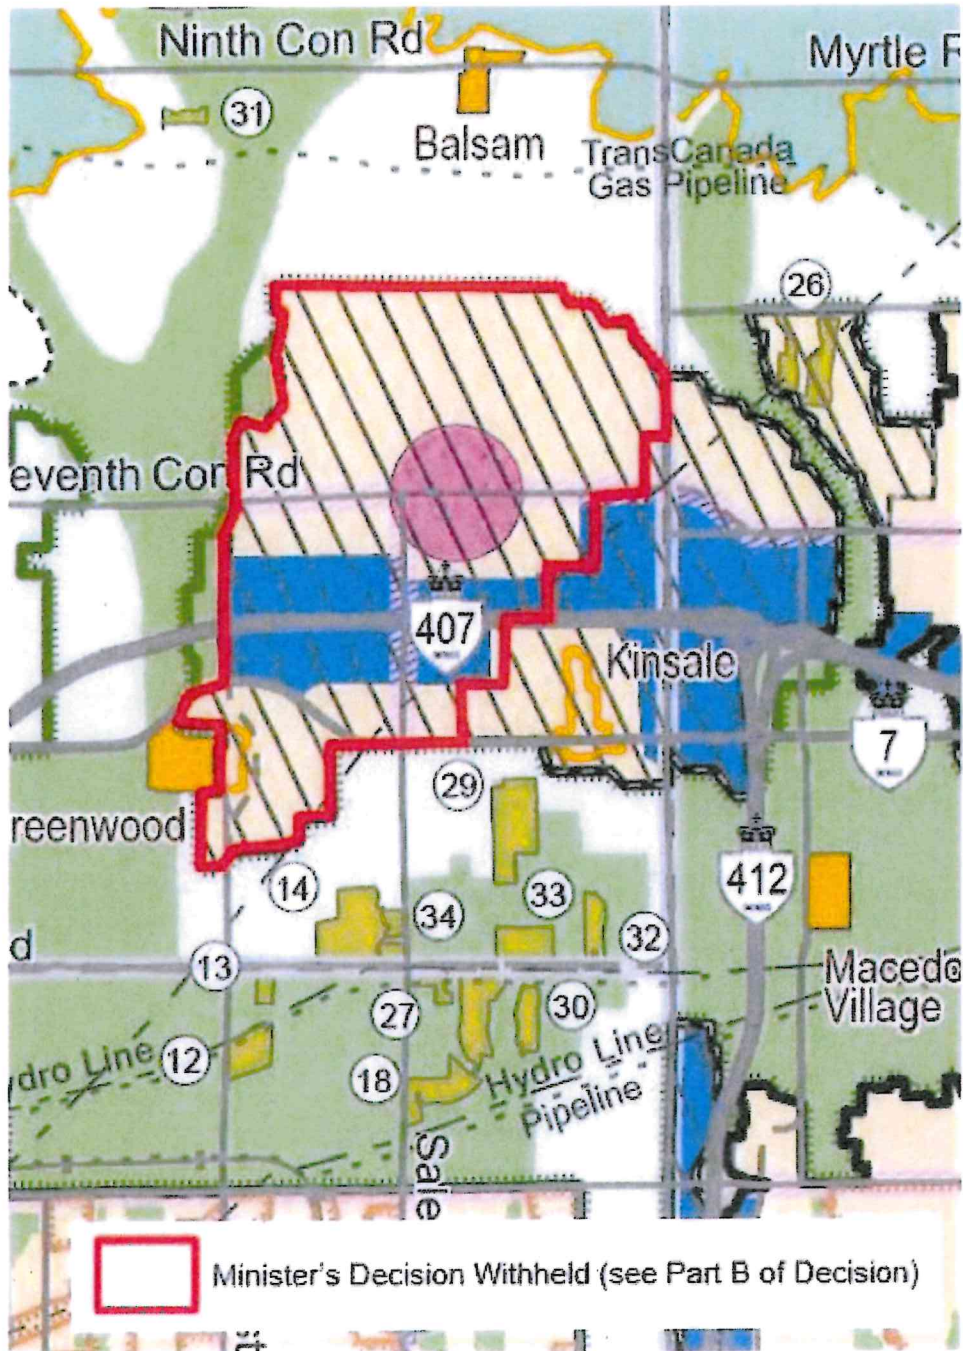 Ninth Con Rd
Myrtle R
31
Balsam
TransCanada
Gas Pipeline
26
eventh Con Rd
407
Kinsale
7
29
reenwood
412
14
33
34
32
d
13
Macedo
Village
27
30
ydro Line
12
18
Hydro Line
Pipeline
Sale
Minister's Decision Withheld (see Part B of Decision)